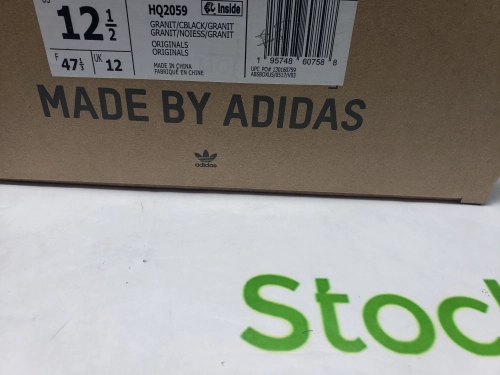 US
12 1/2
F 47 1/3
UK 12
HQ2059
Inside
GRANIT/CBLACK/GRANIT
GRANIT/NOIESS/GRANIT
ORIGINALS
ORIGINALS
MADE IN CHINA
FABRIQUÉ EN CHINE
1 95748 60758 8
MADE BY ADIDAS
adidas
Stoc